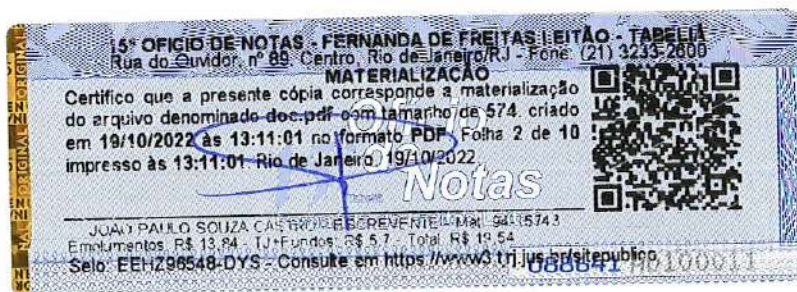 15º OFICIO DE NOTAS - FERNANDA DE FREITAS LEITÃO - TABELIÃ
Rua do Ouvidor, nº 89, Centro, Rio de Janeiro/RJ - Fone: (21) 3233-2600
MATERIALIZAÇÃO
Certifico que a presente cópia corresponde a materialização
do arquivo denominado doc.pdf com tamanho de 574. criado
em 19/10/2022 às 13:11:01 no formato PDF. Folha 2 de 10
impresso às 13:11:01. Rio de Janeiro, 19/10/2022
Ofício
de
Notas
JOAO PAULO SOUZA CASTRO - ESCREVENTE - Mat.
Emolumentos: R$ 13,84 - TJ+Fundos: R$ 5,7 - Total: R$ 19,54
Selo: EEHZ96548-DYS - Consulte em https://www3.tjrj.jus.br/sitepublico
088641